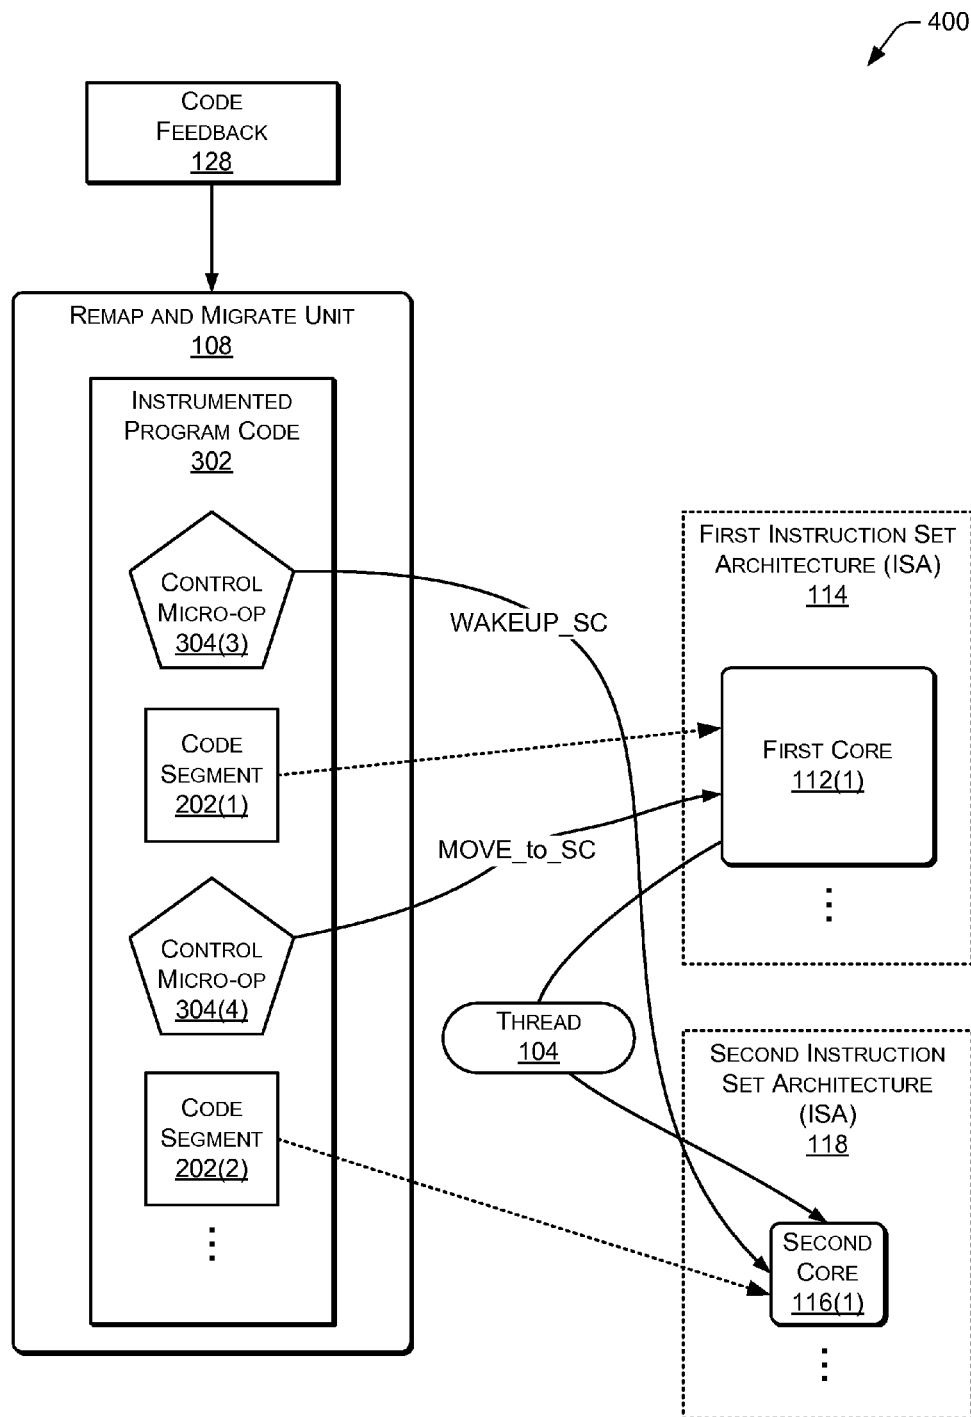 400
CODE
FEEDBACK
128
REMAP AND MIGRATE UNIT
108
INSTRUMENTED
PROGRAM CODE
302
CONTROL
MICRO-OP
304(3)
WAKEUP_SC
CODE
SEGMENT
202(1)
MOVE_to_SC
CONTROL
MICRO-OP
304(4)
CODE
SEGMENT
202(2)
FIRST INSTRUCTION SET
ARCHITECTURE (ISA)
114
FIRST CORE
112(1)
THREAD
104
SECOND INSTRUCTION
SET ARCHITECTURE
(ISA)
118
SECOND
CORE
116(1)